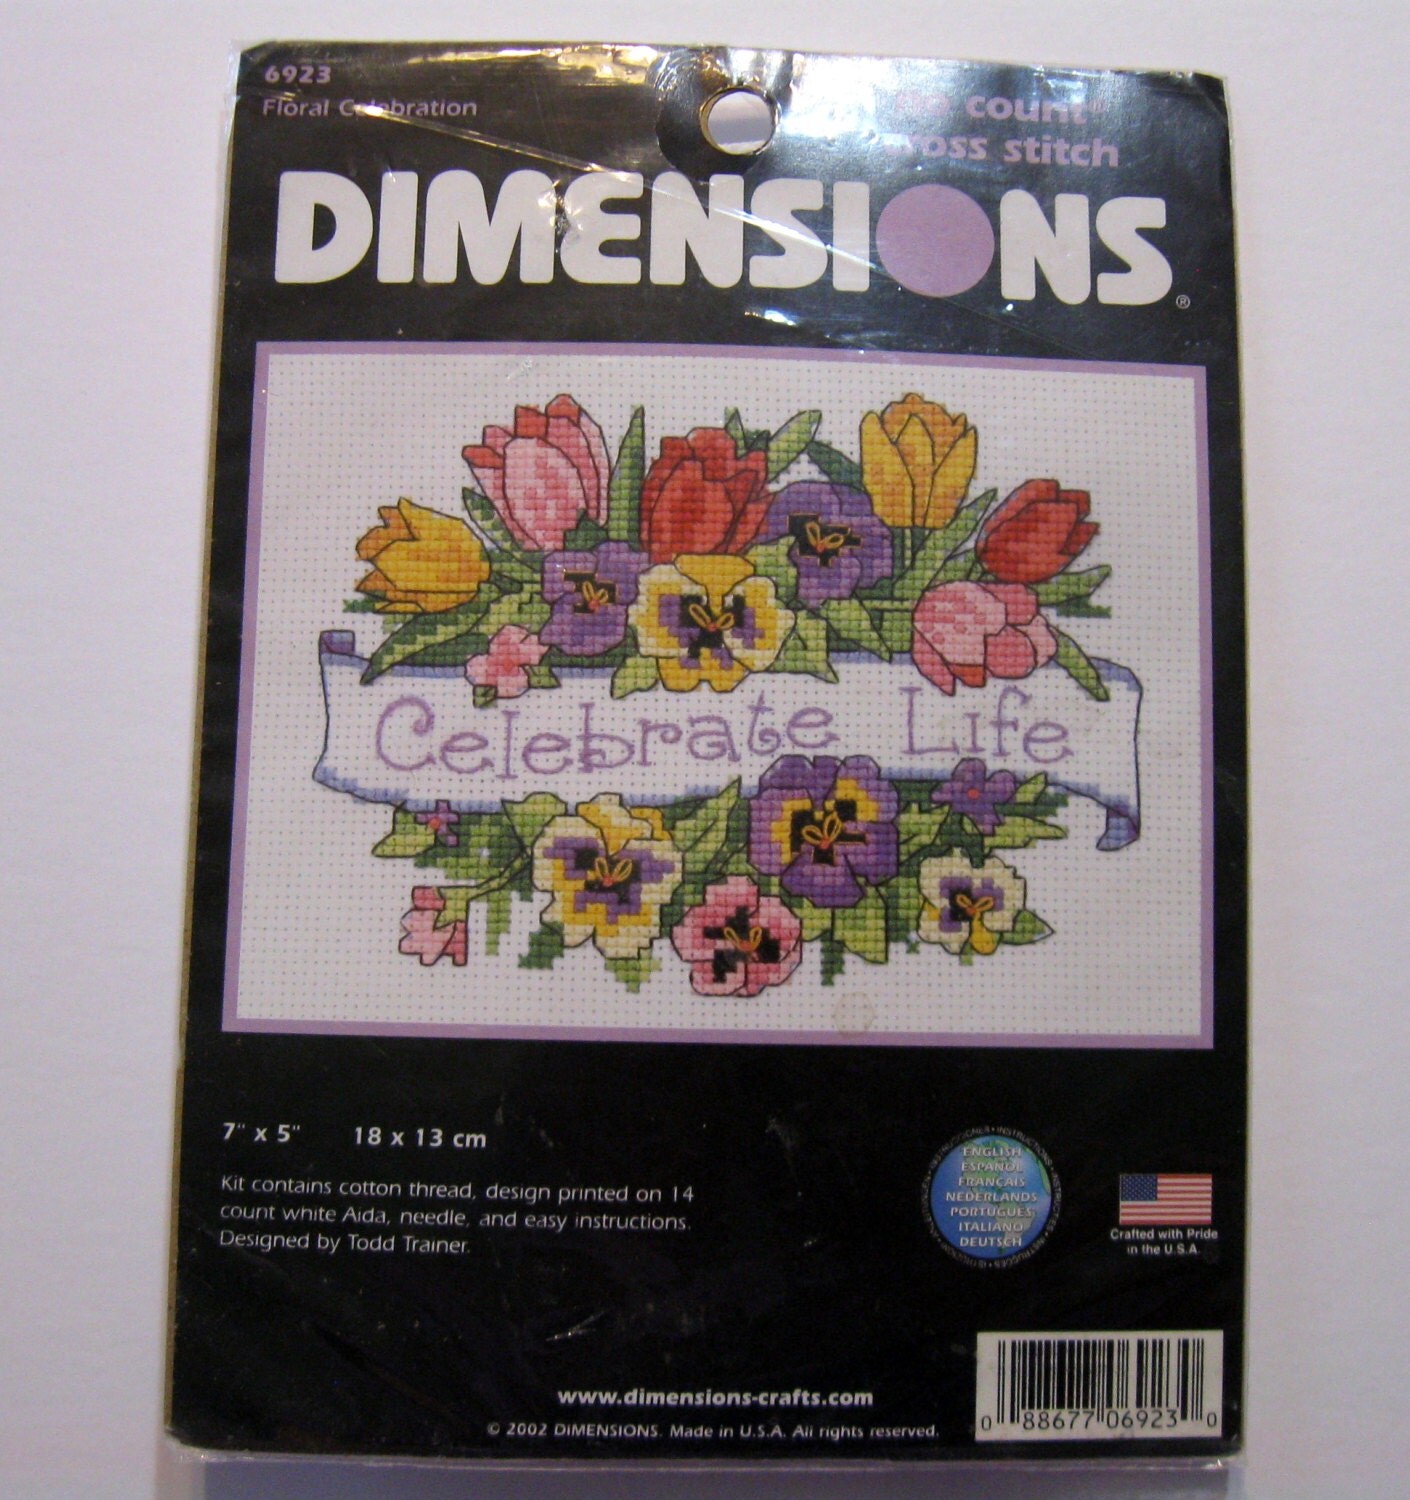 6923
Floral Celebration
no count®
cross stitch
DIMENSIONS®
Celebrate Life
7" x 5" 18 x 13 cm
Kit contains cotton thread, design printed on 14
count white Aida, needle, and easy instructions.
Designed by Todd Trainer.
ENGLISH
ESPAÑOL
FRANÇAIS
NEDERLANDS
PORTUGUES
ITALIANO
DEUTSCH
Crafted with Pride
in the U.S.A.
www.dimensions-crafts.com
© 2002 DIMENSIONS. Made in U.S.A. All rights reserved.
0 88677 06923 0